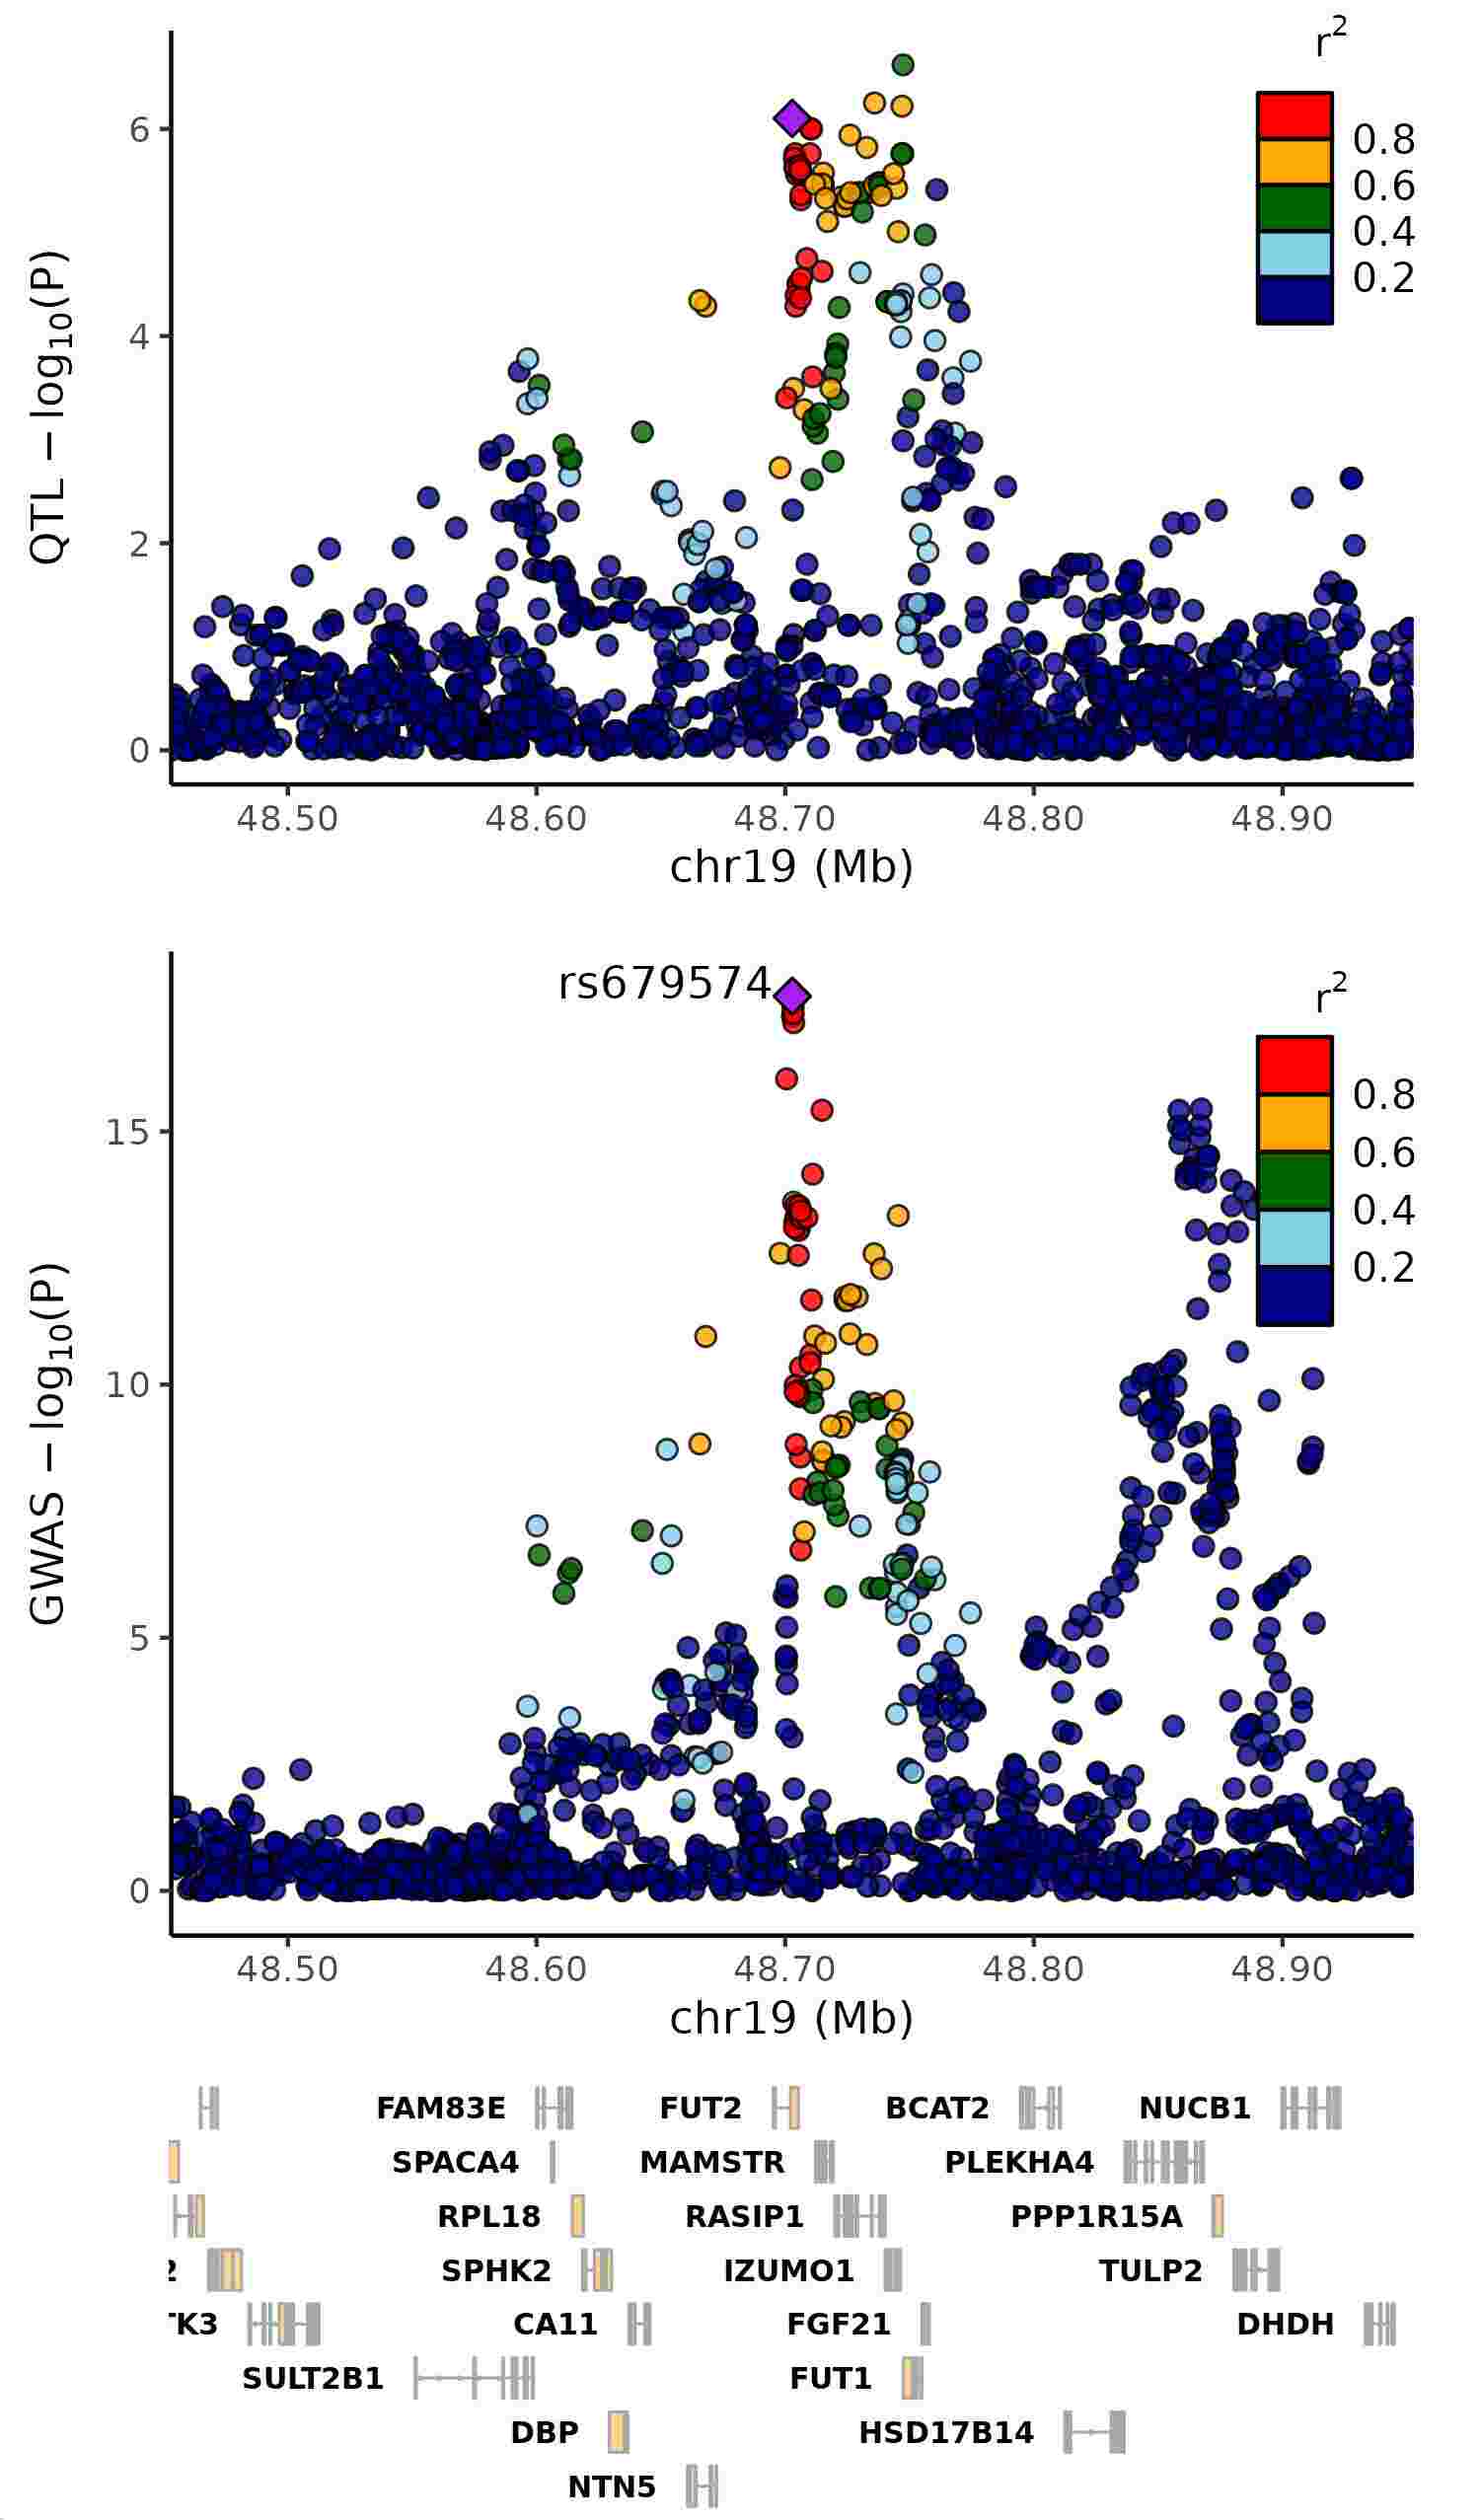 r2
6
4
2
0
0.8
0.6
0.4
0.2
QTL − log10(P)
48.50 48.60 48.70 48.80 48.90
chr19 (Mb)
rs679574
r2
15
10
5
0
0.8
0.6
0.4
0.2
GWAS − log10(P)
48.50 48.60 48.70 48.80 48.90
chr19 (Mb)
FAM83E FUT2 BCAT2 NUCB1
SPACA4 MAMSTR PLEKHA4
RPL18 RASIP1 PPP1R15A
2 SPHK2 IZUMO1 TULP2
TK3 CA11 FGF21 DHDH
SULT2B1 FUT1
DBP HSD17B14
NTN5